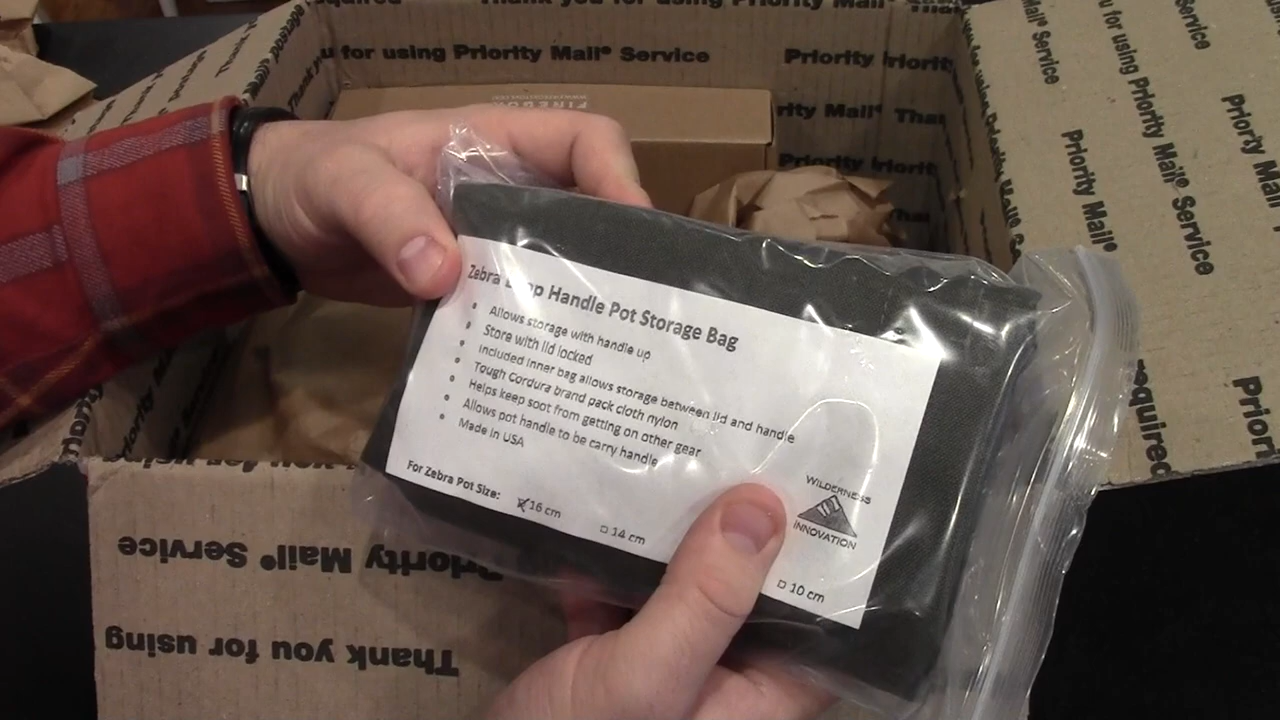 Thank you for using Priority Mail®
u for using Priority Mail® Service
Priority Mail
Priority Mail® Service
Thank you for using
Priority Mail®
required
Zebra Handle Pot Storage Bag
• Allows storage with handle up
• Store with lid locked
• Included inner bag allows storage between lid and handle
• Tough Cordura brand pack cloth nylon
• Helps keep soot from getting on other gear
• Allows pot handle to be carry handle
• Made in USA
For Zebra Pot Size:
16 cm
14 cm
10 cm
WILDERNESS
INNOVATION
Priority Mail® Service
Thank you for using